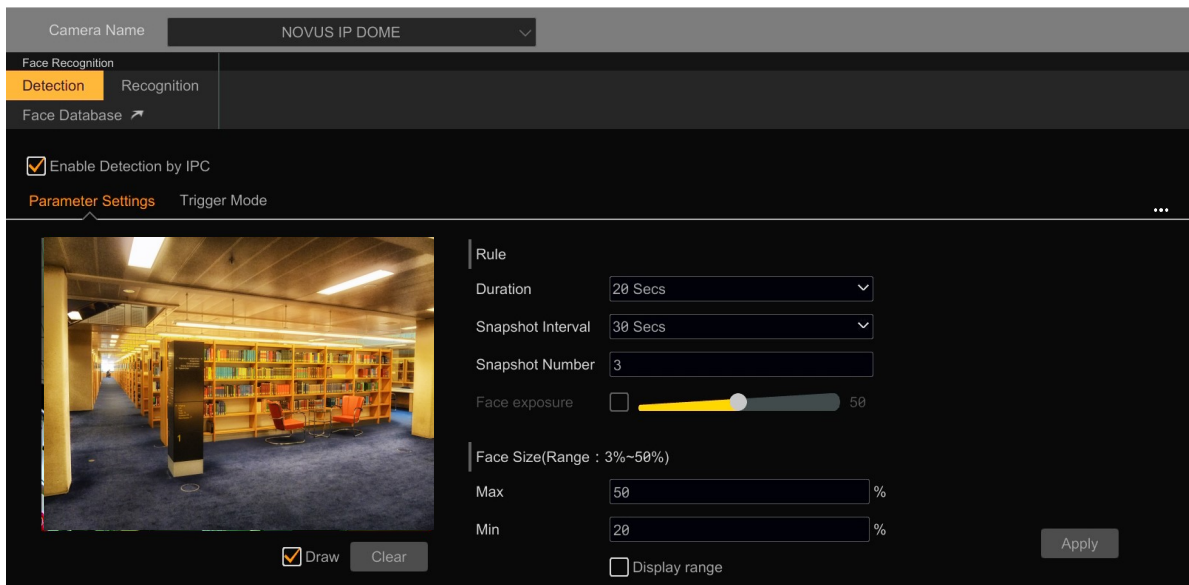 Camera Name NOVUS IP DOME
Face Recognition
Detection Recognition
Face Database
Enable Detection by IPC
Parameter Settings Trigger Mode ...
Rule
Duration 20 Secs
Snapshot Interval 30 Secs
Snapshot Number 3
Face exposure 50
Face Size(Range : 3%~50%)
Max 50 %
Min 20 %
Draw Clear
Display range
Apply